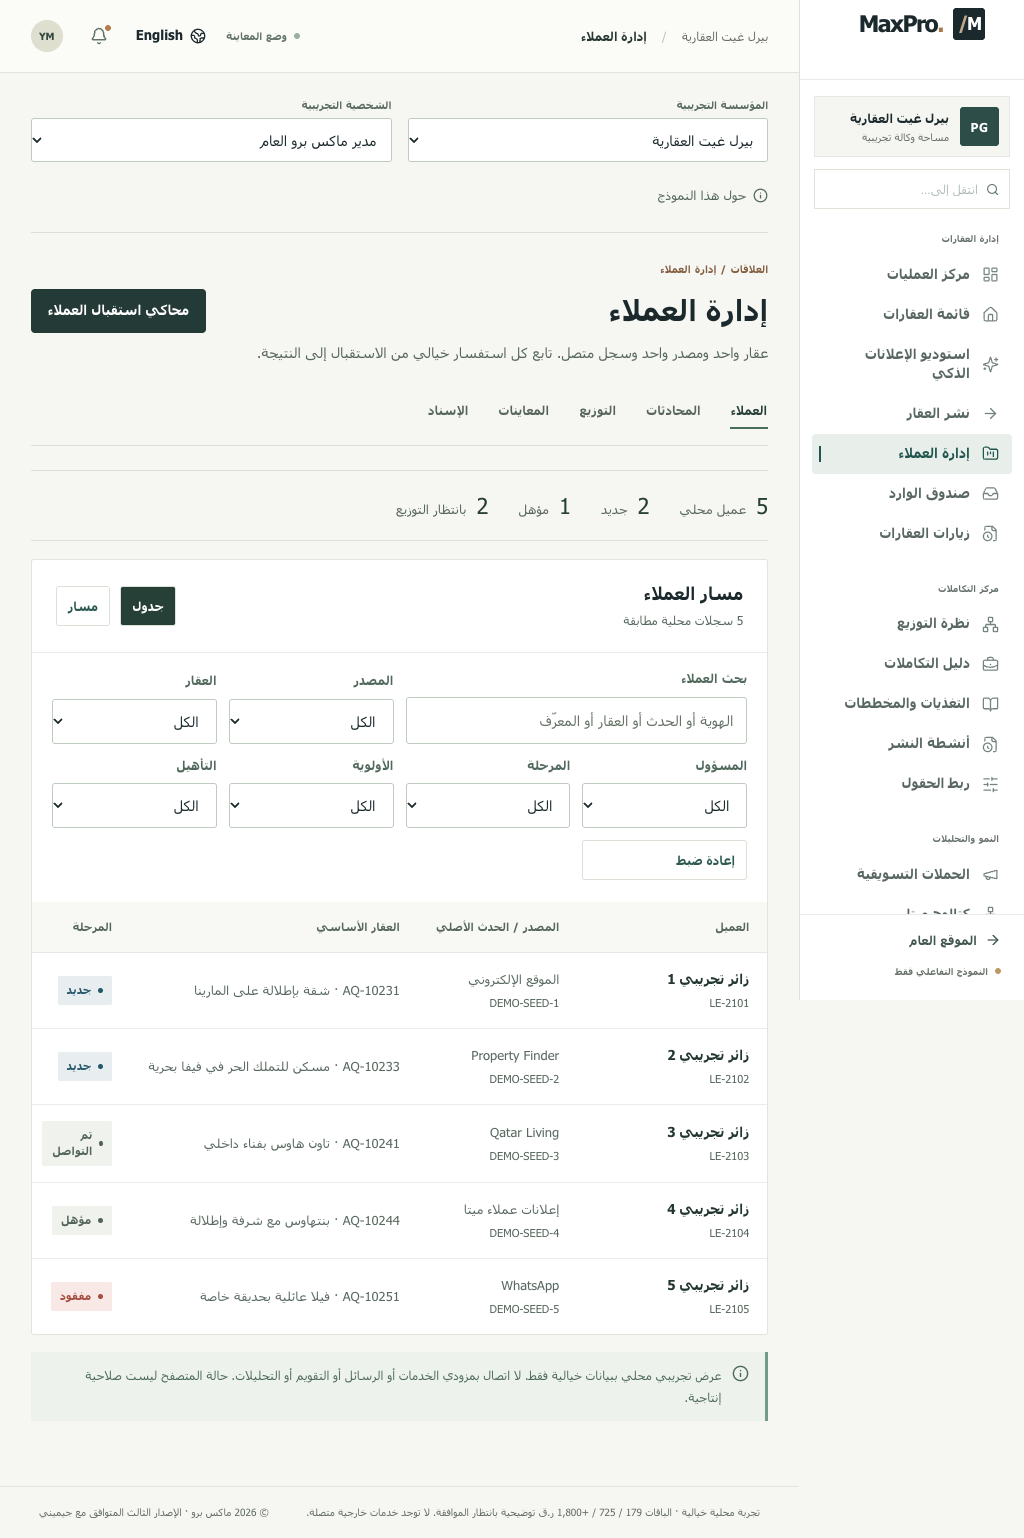 MaxPro.
/M
PG
بيرل غيت العقارية
مساحة وكالة تجريبية
انتقل إلى...
إدارة العقارات
مركز العمليات
قائمة العقارات
استوديو الإعلانات الذكي
نشر العقار
إدارة العملاء
صندوق الوارد
زيارات العقارات
مركز التكاملات
نظرة التوزيع
دليل التكاملات
التغذيات والمخططات
أنشطة النشر
ربط الحقول
النمو والتحليلات
الحملات التسويقية
الموقع العام
النموذج التفاعلي فقط
بيرل غيت العقارية / إدارة العملاء
وضع المعاينة
English
YM
المؤسسة التجريبية
بيرل غيت العقارية
الشخصية التجريبية
مدير ماكس برو العام
حول هذا النموذج
العلاقات / إدارة العملاء
إدارة العملاء
محاكي استقبال العملاء
عقار واحد ومصدر واحد وسجل متصل. تابع كل استفسار خيالي من الاستقبال إلى النتيجة.
العملاء
المحادثات
التوزيع
المعاينات
الإسناد
5 عميل محلي
2 جديد
1 مؤهل
2 بانتظار التوزيع
مسار العملاء
5 سجلات محلية مطابقة
جدول
مسار
بحث العملاء
الهوية أو الحدث أو العقار أو المعرّف
المصدر
الكل
العقار
الكل
المسؤول
الكل
المرحلة
الكل
الأولوية
الكل
التأهيل
الكل
إعادة ضبط
العميل
المصدر / الحدث الأصلي
العقار الأساسي
المرحلة
زائر تجريبي 1
LE-2101
الموقع الإلكتروني
DEMO-SEED-1
AQ-10231 · شقة بإطلالة على المارينا
جديد
زائر تجريبي 2
LE-2102
Property Finder
DEMO-SEED-2
AQ-10233 · مسكن للتملك الحر في فيفا بحرية
جديد
زائر تجريبي 3
LE-2103
Qatar Living
DEMO-SEED-3
AQ-10241 · تاون هاوس بفناء داخلي
تم التواصل
زائر تجريبي 4
LE-2104
إعلانات عملاء ميتا
DEMO-SEED-4
AQ-10244 · بنتهاوس مع شرفة وإطلالة
مؤهل
زائر تجريبي 5
LE-2105
WhatsApp
DEMO-SEED-5
AQ-10251 · فيلا عائلية بحديقة خاصة
مفقود
عرض تجريبي محلي ببيانات خيالية فقط. لا اتصال بمزودي الخدمات أو الرسائل أو التقويم أو التحليلات. حالة المتصفح ليست صلاحية
إنتاجية.
تجربة محلية خيالية · الباقات 179 / 725 / +1,800 ر.ق توضيحية بانتظار الموافقة. لا توجد خدمات خارجية متصلة.
© 2026 ماكس برو · الإصدار الثالث المتوافق مع جيميني